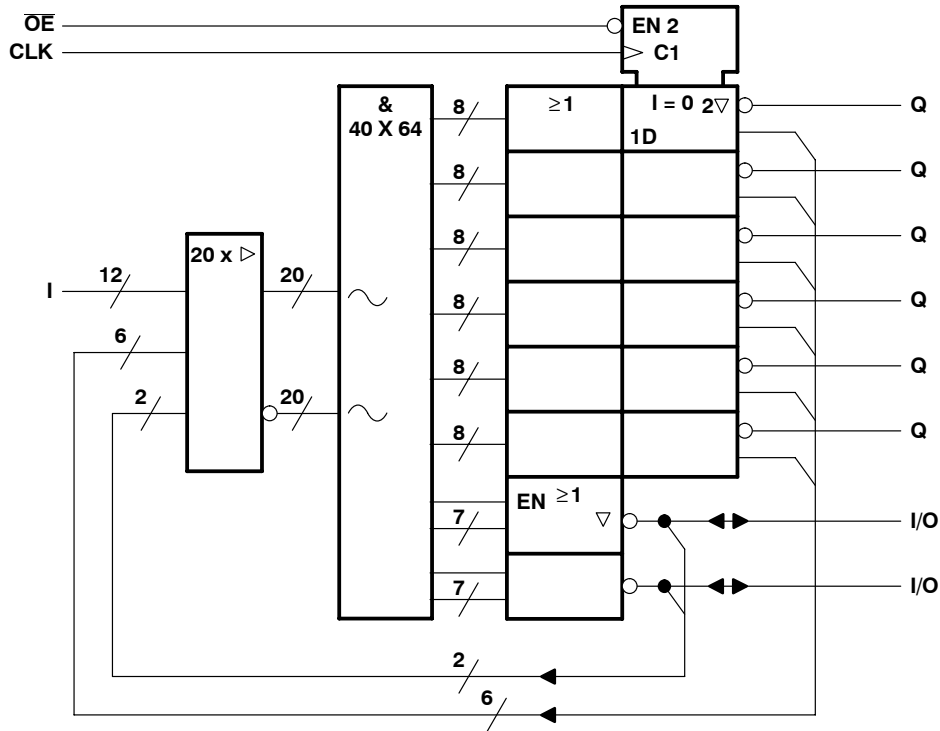 OE
EN 2
CLK
C1
&
40 X 64
8
≥1
I = 0
2▽
Q
1D
8
Q
20 x ▷
8
Q
12
20
I
8
Q
6
8
Q
2
20
8
Q
EN
≥1
▽
7
I/O
7
I/O
2
6